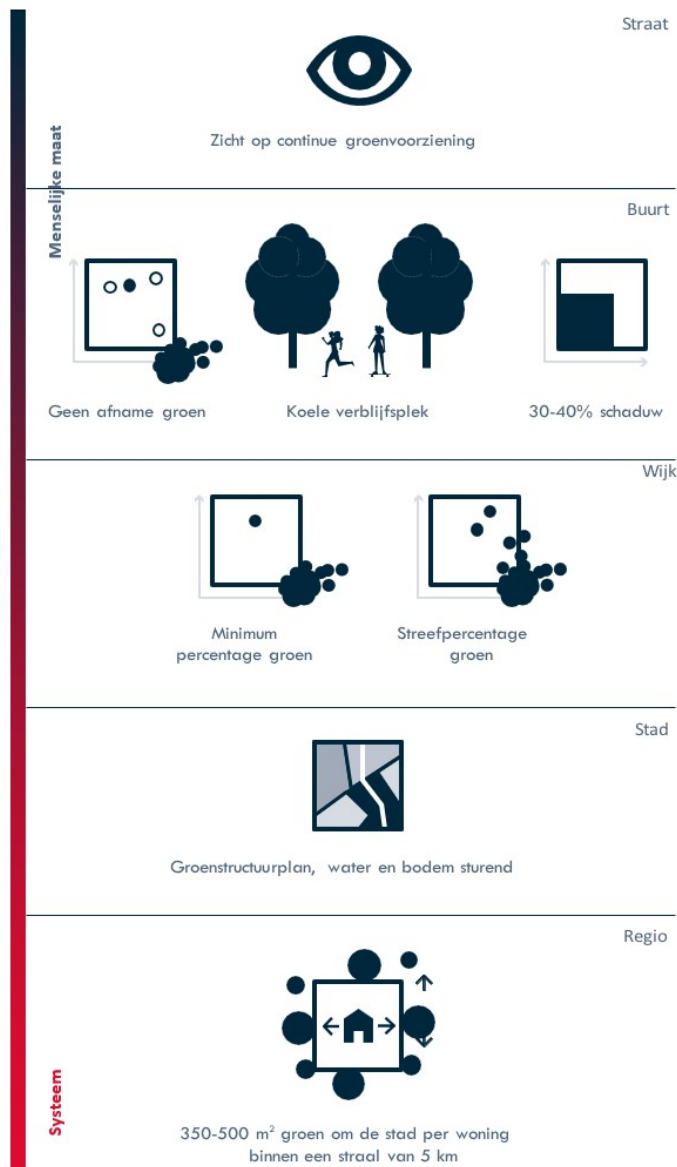 Straat
Zicht op continue groenvoorziening
Menselijke maat
Buurt
Geen afname groen
Koele verblijfsplek
30-40% schaduw
Wijk
Minimum
percentage groen
Streefpercentage
groen
Stad
Groenstructuurplan, water en bodem sturend
Regio
Systeem
350-500 m² groen om de stad per woning
binnen een straal van 5 km